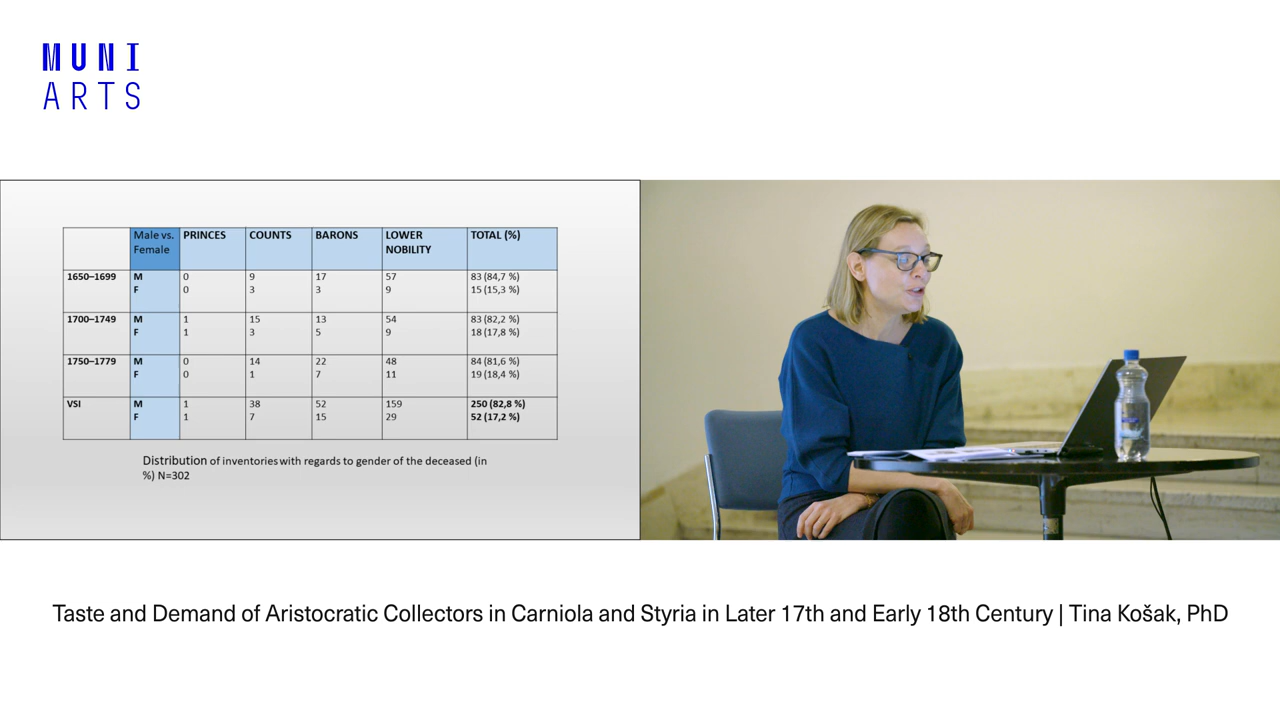 MUNI
ARTS
Male vs. Female PRINCES COUNTS BARONS LOWER NOBILITY TOTAL (%)
1650–1699 M 0 9 17 57 83 (84,7 %)
F 0 3 3 9 15 (15,3 %)
1700–1749 M 1 15 13 54 83 (82,2 %)
F 1 3 5 9 18 (17,8 %)
1750–1779 M 0 14 22 48 84 (81,6 %)
F 0 1 7 11 19 (18,4 %)
VSI M 1 38 52 159 250 (82,8 %)
F 1 7 15 29 52 (17,2 %)
Distribution of inventories with regards to gender of the deceased (in
%) N=302
Taste and Demand of Aristocratic Collectors in Carniola and Styria in Later 17th and Early 18th Century | Tina Košak, PhD